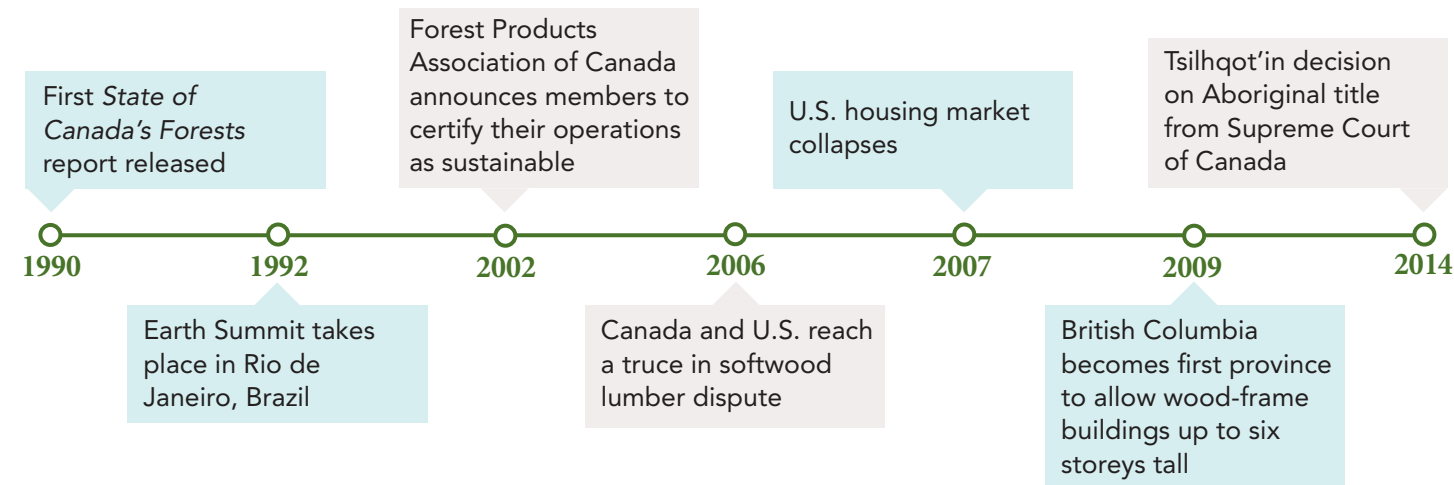 First State of
Canada’s Forests
report released
Forest Products
Association of Canada
announces members to
certify their operations
as sustainable
U.S. housing market
collapses
Tsilhqot’in decision
on Aboriginal title
from Supreme Court
of Canada
1990
1992
2002
2006
2007
2009
2014
Earth Summit takes
place in Rio de
Janeiro, Brazil
Canada and U.S. reach
a truce in softwood
lumber dispute
British Columbia
becomes first province
to allow wood-frame
buildings up to six
storeys tall